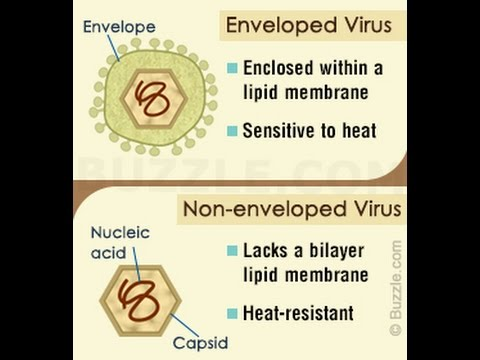 Envelope
Enveloped Virus
Enclosed within a
lipid membrane
Sensitive to heat
BUZZLE.COM
Non-enveloped Virus
Nucleic
acid
Lacks a bilayer
lipid membrane
Heat-resistant
Capsid
© Buzzle.com